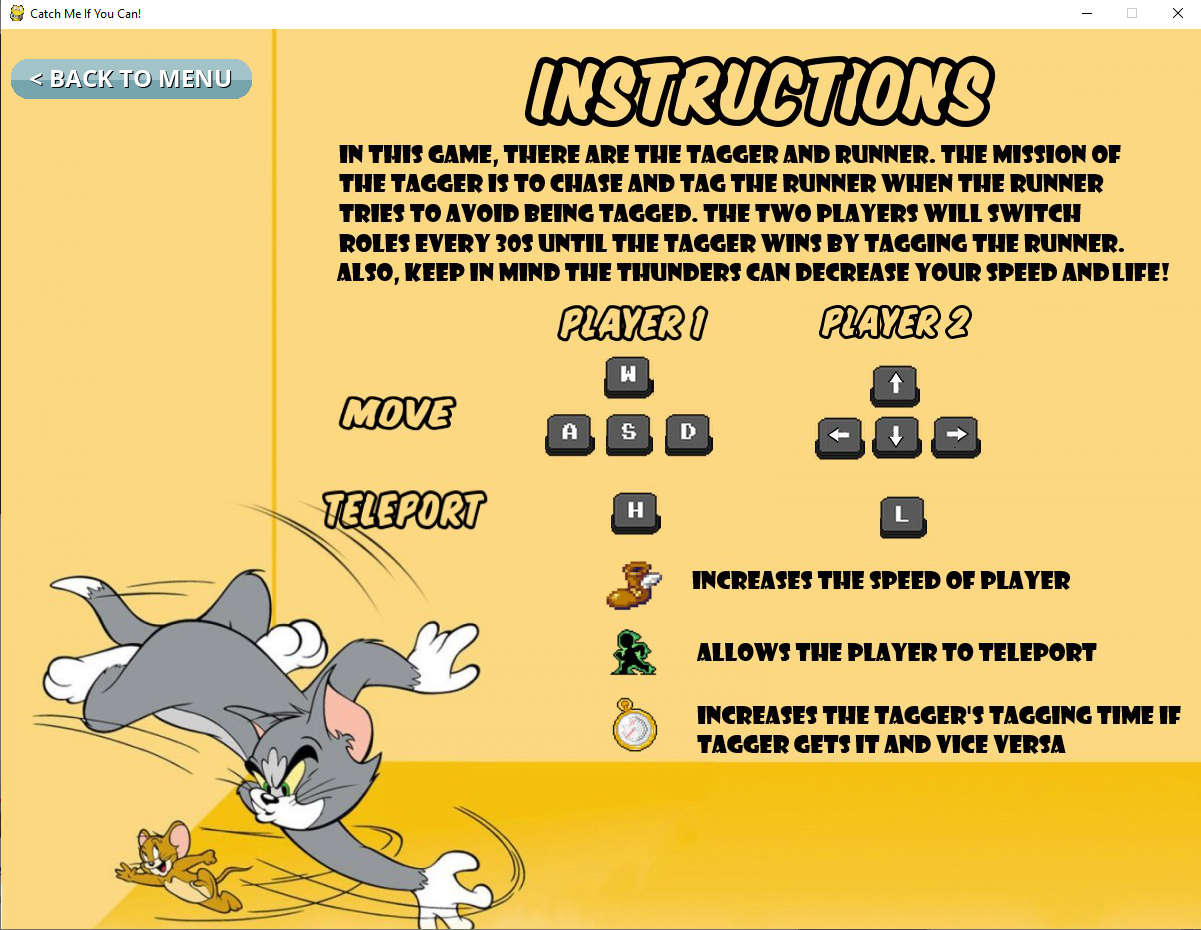 Catch Me If You Can!
< BACK TO MENU
INSTRUCTIONS
IN THIS GAME, THERE ARE THE TAGGER AND RUNNER. THE MISSION OF
THE TAGGER IS TO CHASE AND TAG THE RUNNER WHEN THE RUNNER
TRIES TO AVOID BEING TAGGED. THE TWO PLAYERS WILL SWITCH
ROLES EVERY 30S UNTIL THE TAGGER WINS BY TAGGING THE RUNNER.
ALSO, KEEP IN MIND THE THUNDERS CAN DECREASE YOUR SPEED AND LIFE!
PLAYER 1 PLAYER 2
W ↑
MOVE
A S D ← ↓ →
TELEPORT H L
INCREASES THE SPEED OF PLAYER
ALLOWS THE PLAYER TO TELEPORT
INCREASES THE TAGGER'S TAGGING TIME IF
TAGGER GETS IT AND VICE VERSA